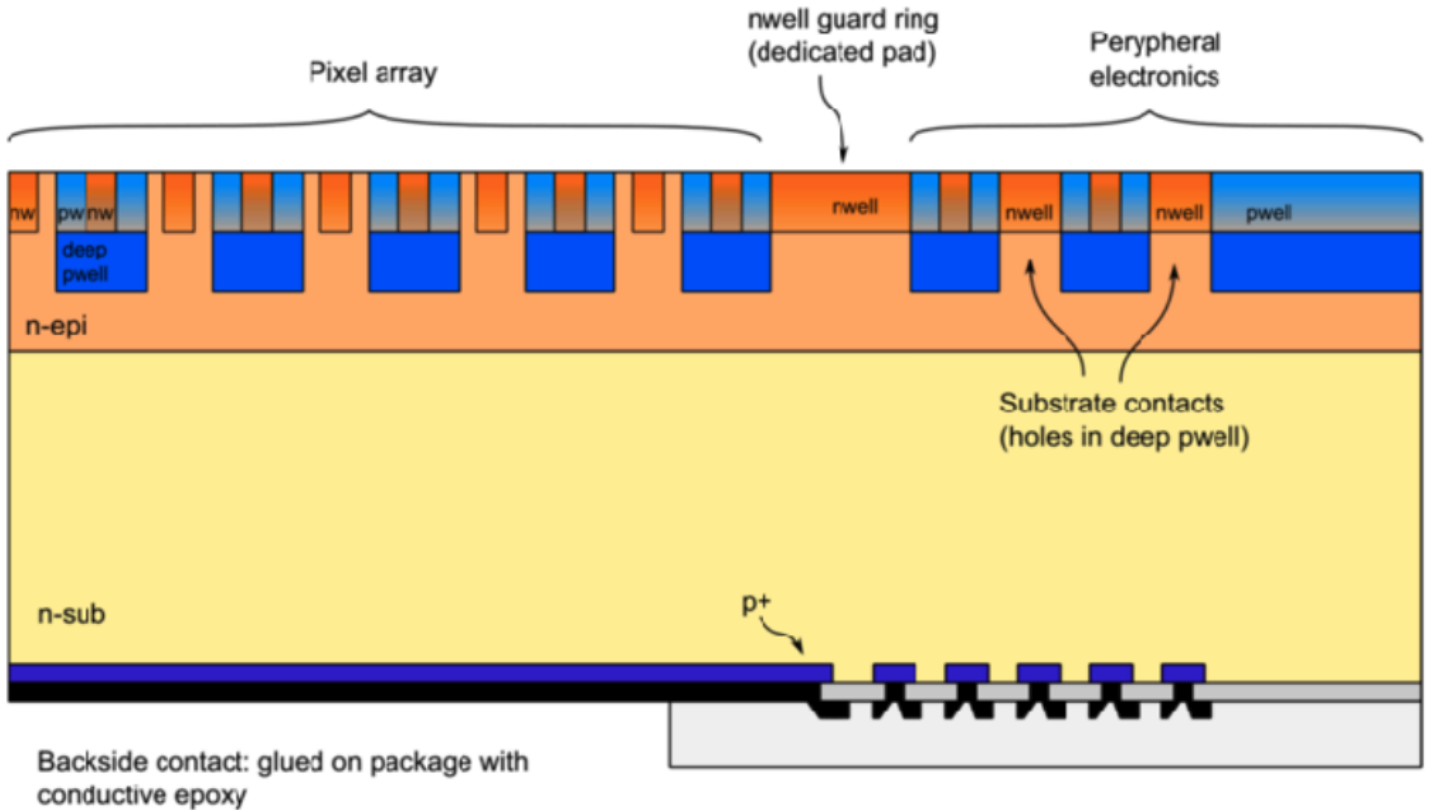 nwell guard ring
(dedicated pad)
Perypheral
electronics
Pixel array
nw
pw
nw
nwell
nwell
nwell
pwell
deep
pwell
n-epi
Substrate contacts
(holes in deep pwell)
p+
n-sub
Backside contact: glued on package with
conductive epoxy